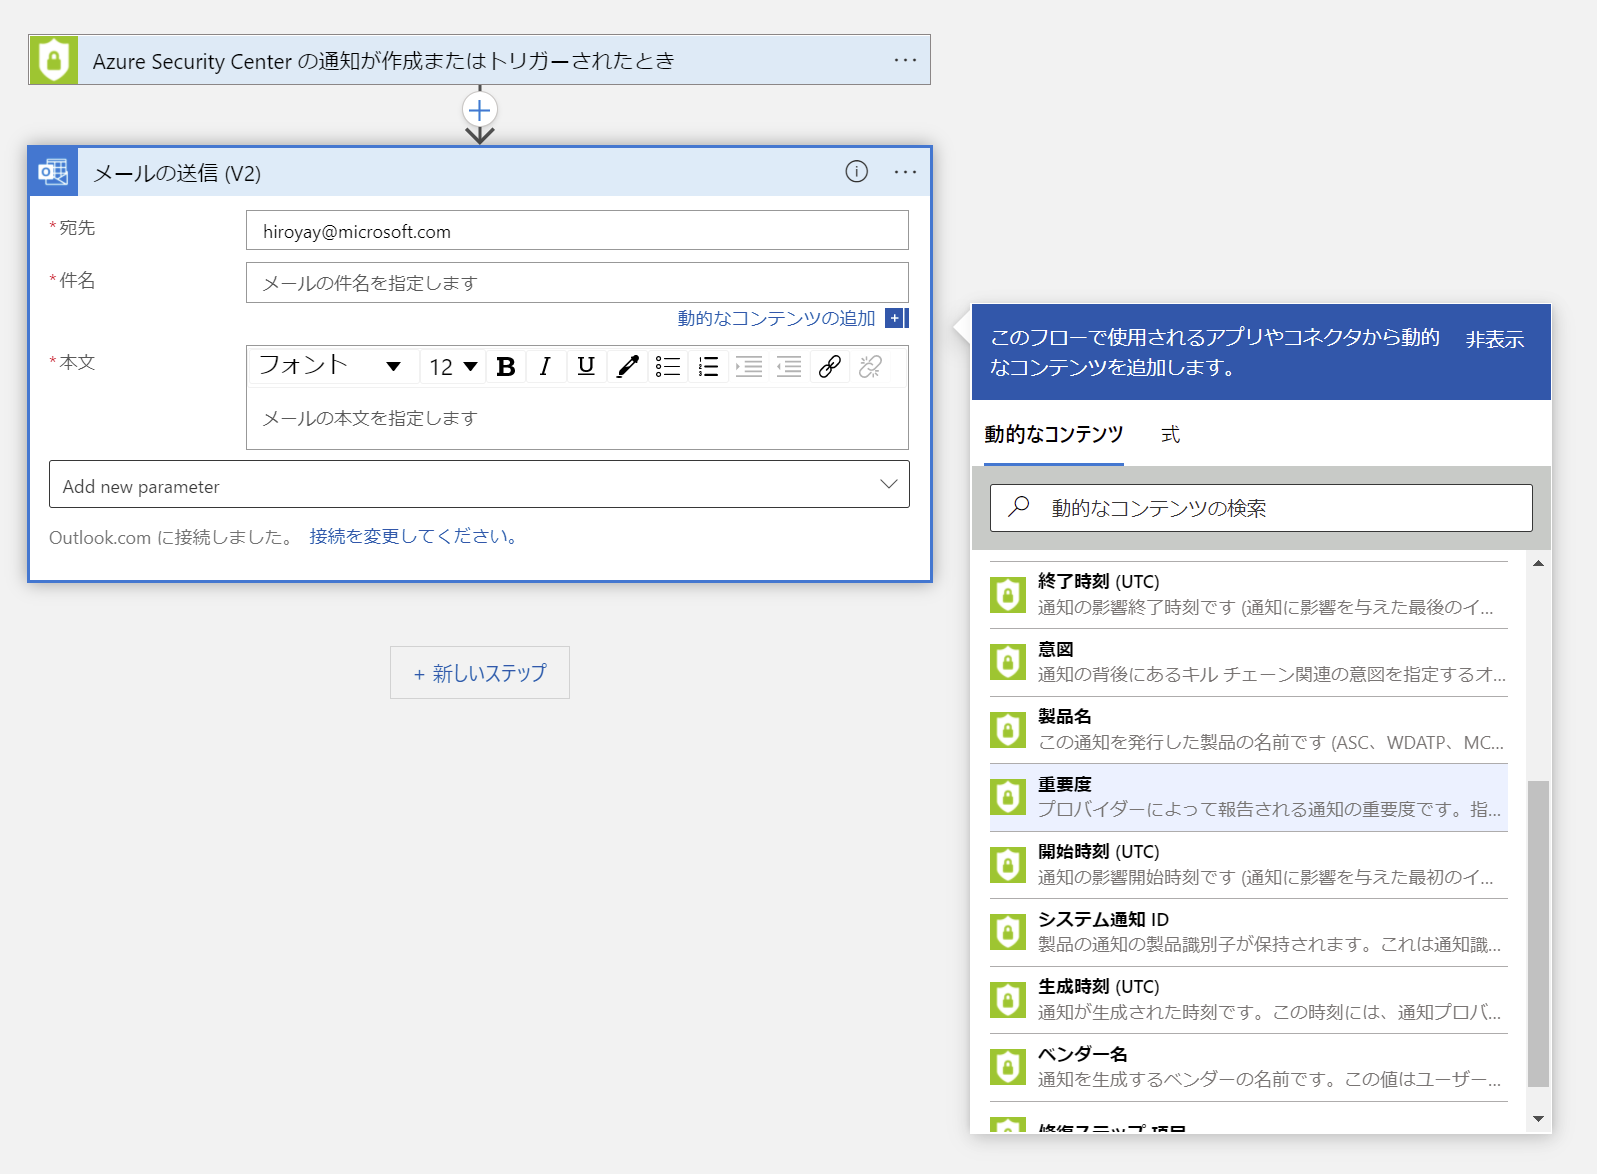 Azure Security Center の通知が作成またはトリガーされたとき
メールの送信 (V2)
*宛先
hiroyay@microsoft.com
*件名
メールの件名を指定します
動的なコンテンツの追加
*本文
フォント 12 B I U
メールの本文を指定します
Add new parameter
Outlook.com に接続しました。 接続を変更してください。
+ 新しいステップ
このフローで使用されるアプリやコネクタから動的
なコンテンツを追加します。
非表示
動的なコンテンツ 式
動的なコンテンツの検索
終了時刻 (UTC)
通知の影響終了時刻です (通知に影響を与えた最後のイ...
意図
通知の背後にあるキル チェーン関連の意図を指定するオ...
製品名
この通知を発行した製品の名前です (ASC、WDATP、MC...
重要度
プロバイダーによって報告される通知の重要度です。指...
開始時刻 (UTC)
通知の影響開始時刻です (通知に影響を与えた最初のイ...
システム通知 ID
製品の通知の製品識別子が保持されます。これは通知識...
生成時刻 (UTC)
通知が生成された時刻です。この時刻には、通知プロバ...
ベンダー名
通知を生成するベンダーの名前です。この値はユーザー...
修復ステップ 項目